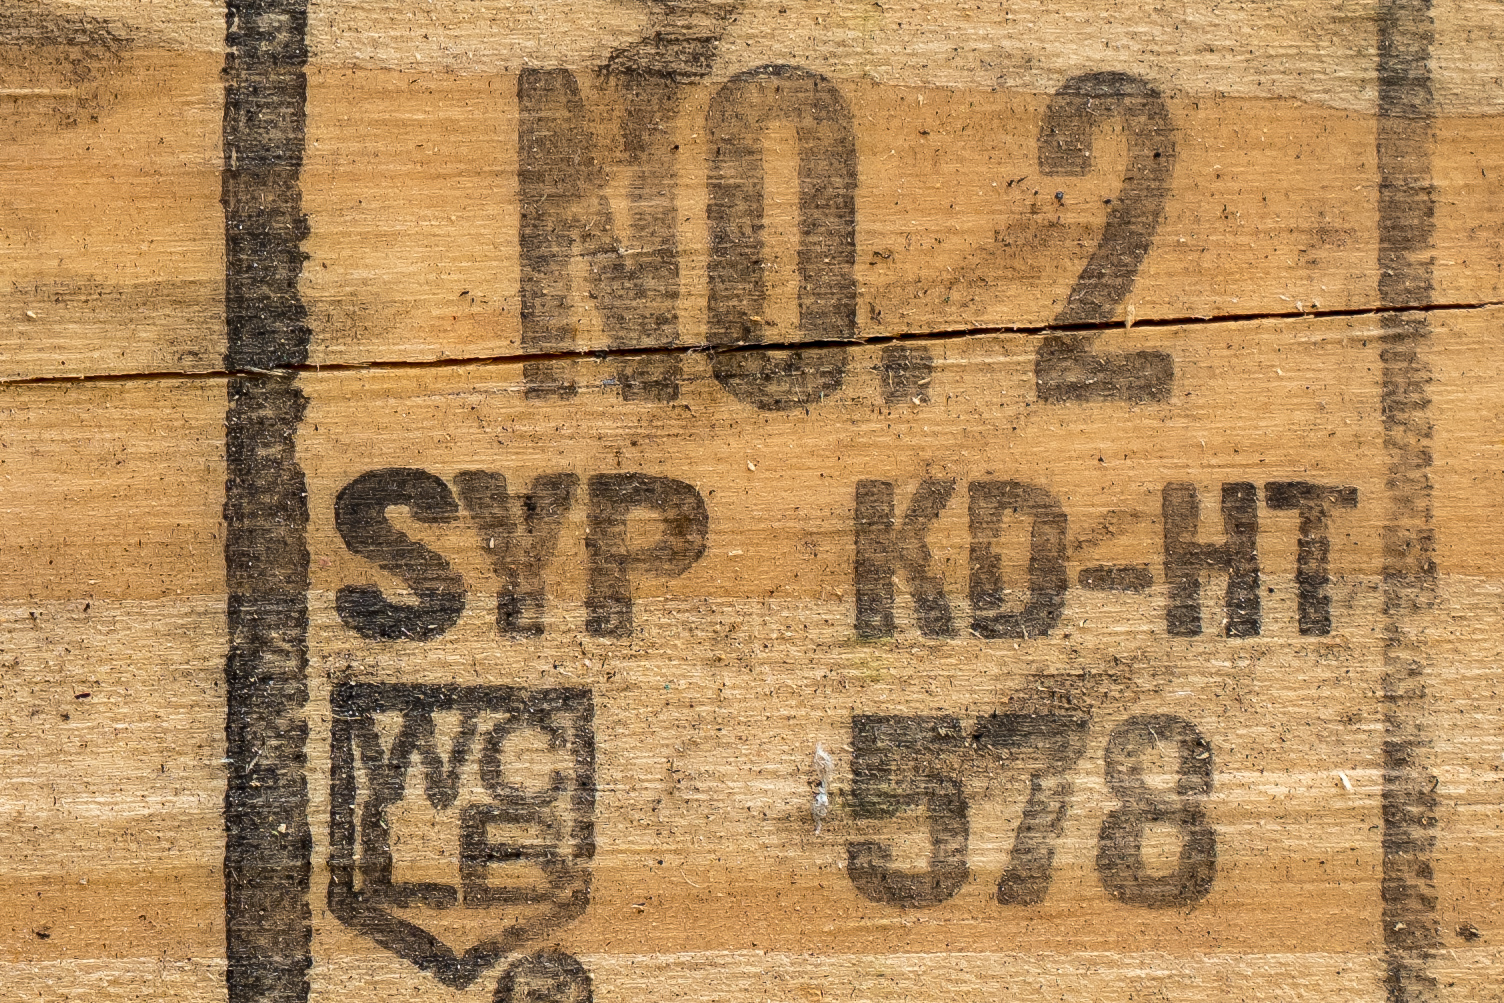 NO. 2
SYP KD-HT
WC
LB
578